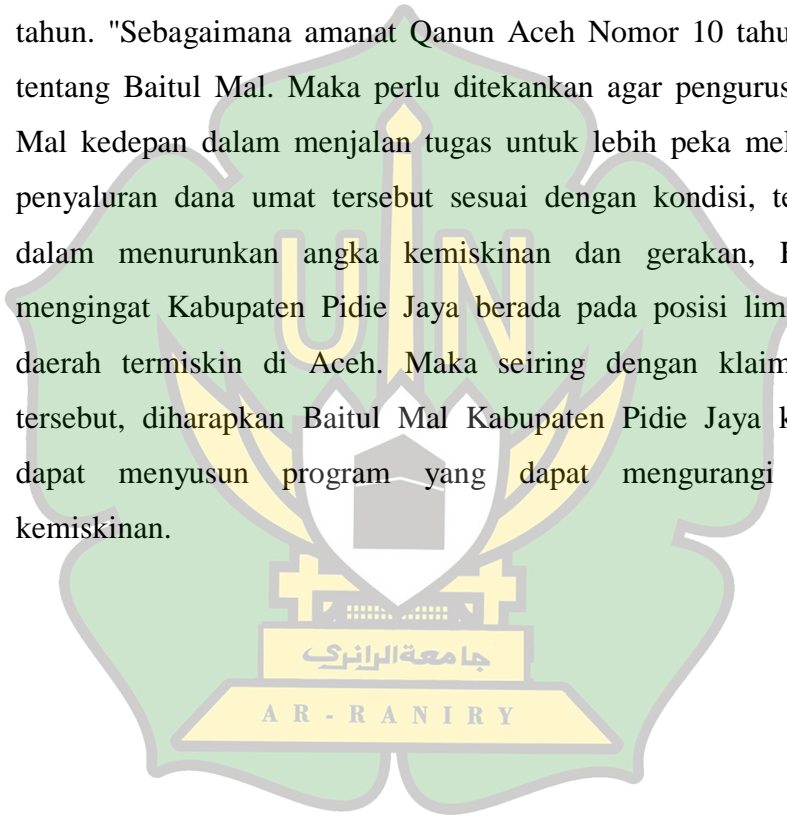 tahun. "Sebagaimana amanat Qanun Aceh Nomor 10 tahu
tentang Baitul Mal. Maka perlu ditekankan agar pengurus
Mal kedepan dalam menjalan tugas untuk lebih peka mel
penyaluran dana umat tersebut sesuai dengan kondisi, te
dalam menurunkan angka kemiskinan dan gerakan,
mengingat Kabupaten Pidie Jaya berada pada posisi lim
daerah termiskin di Aceh. Maka seiring dengan klaim
tersebut, diharapkan Baitul Mal Kabupaten Pidie Jaya k
dapat menyusun program yang dapat mengurangi
kemiskinan.
UIN
جامعةالرانري
AR-RANIRY